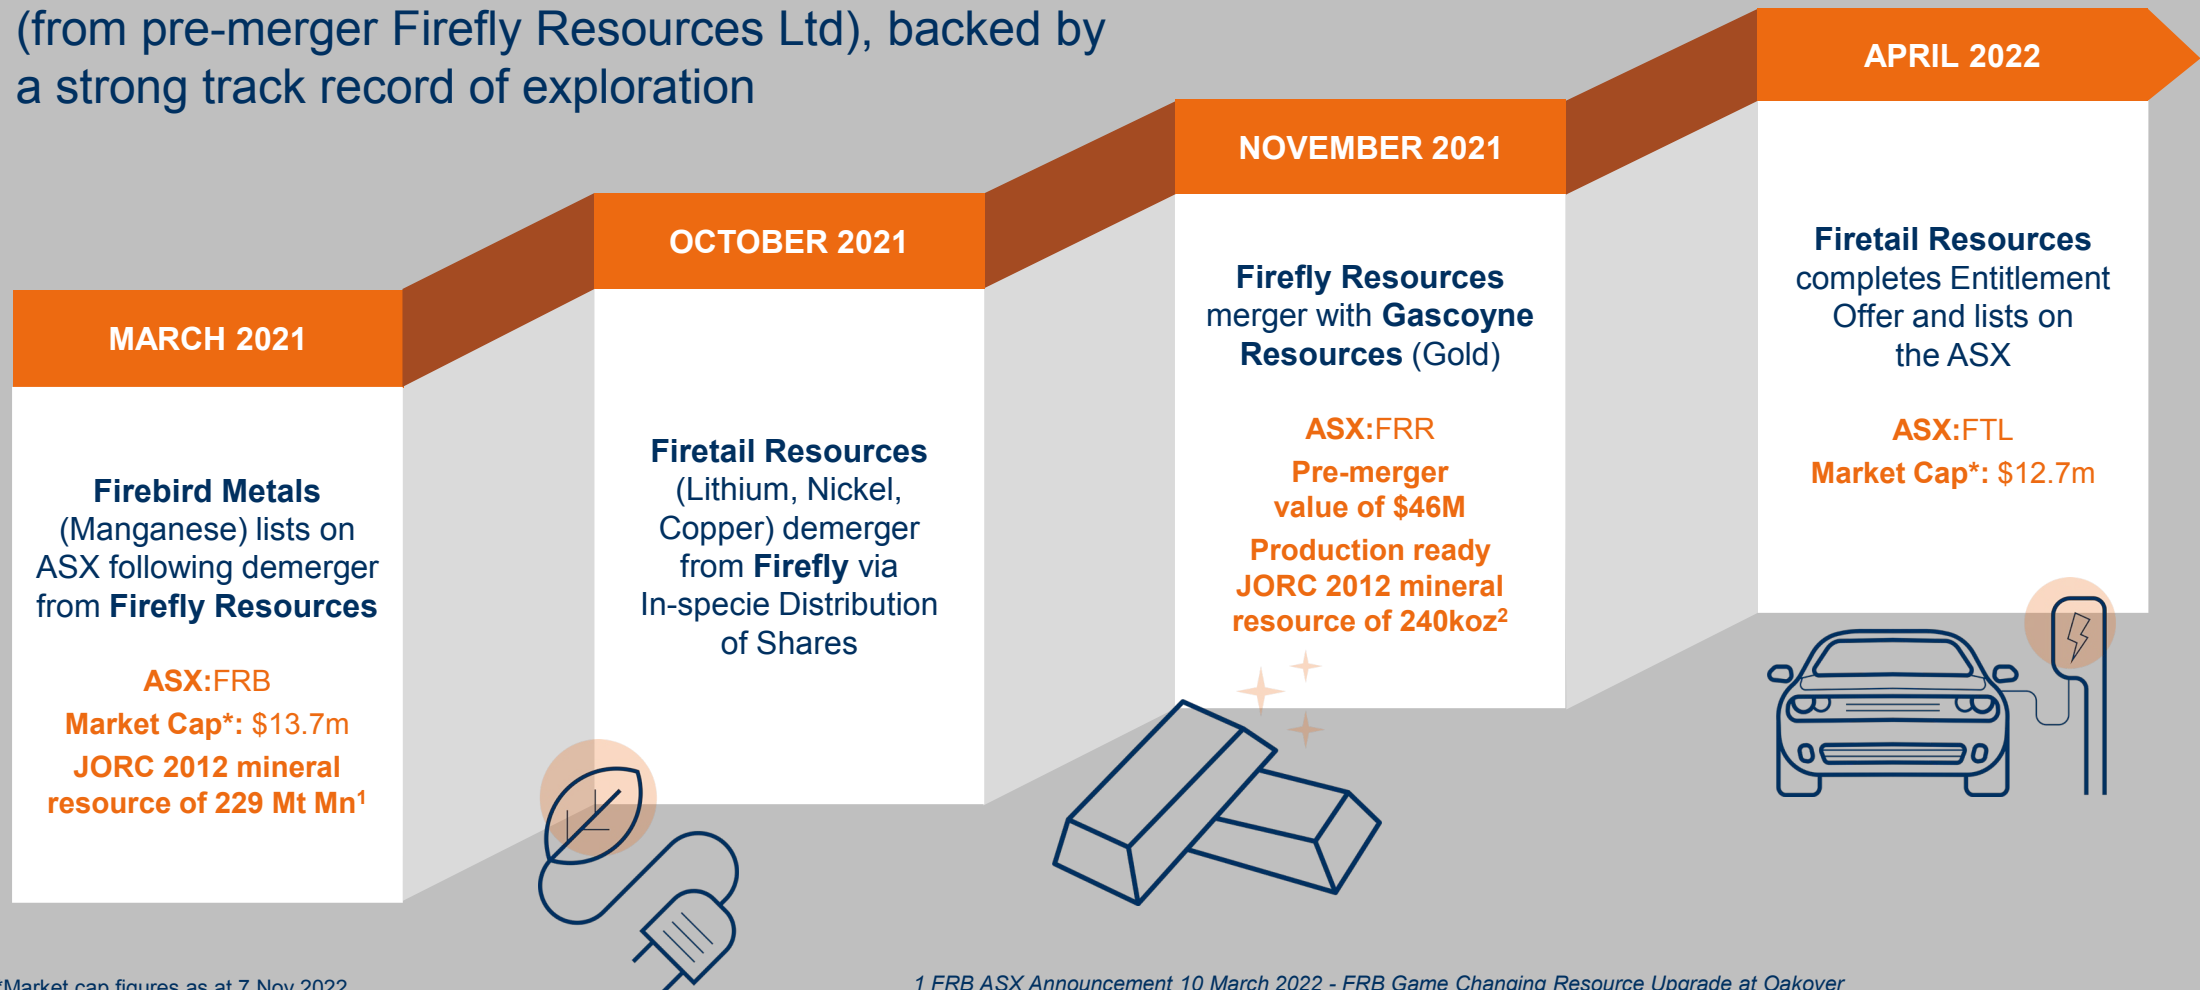 (from pre-merger Firefly Resources Ltd), backed by
a strong track record of exploration
MARCH 2021
Firebird Metals
(Manganese) lists on
ASX following demerger
from Firefly Resources
ASX:FRB
Market Cap*: $13.7m
JORC 2012 mineral
resource of 229 Mt Mn¹
OCTOBER 2021
Firetail Resources
(Lithium, Nickel,
Copper) demerger
from Firefly via
In-specie Distribution
of Shares
NOVEMBER 2021
Firefly Resources
merger with Gascoyne
Resources (Gold)
ASX:FRR
Pre-merger
value of $46M
Production ready
JORC 2012 mineral
resource of 240koz²
APRIL 2022
Firetail Resources
completes Entitlement
Offer and lists on
the ASX
ASX:FTL
Market Cap*: $12.7m
*Market cap figures as at 7 Nov 2022
1 FRB ASX Announcement 10 March 2022 - FRB Game Changing Resource Upgrade at Oakover